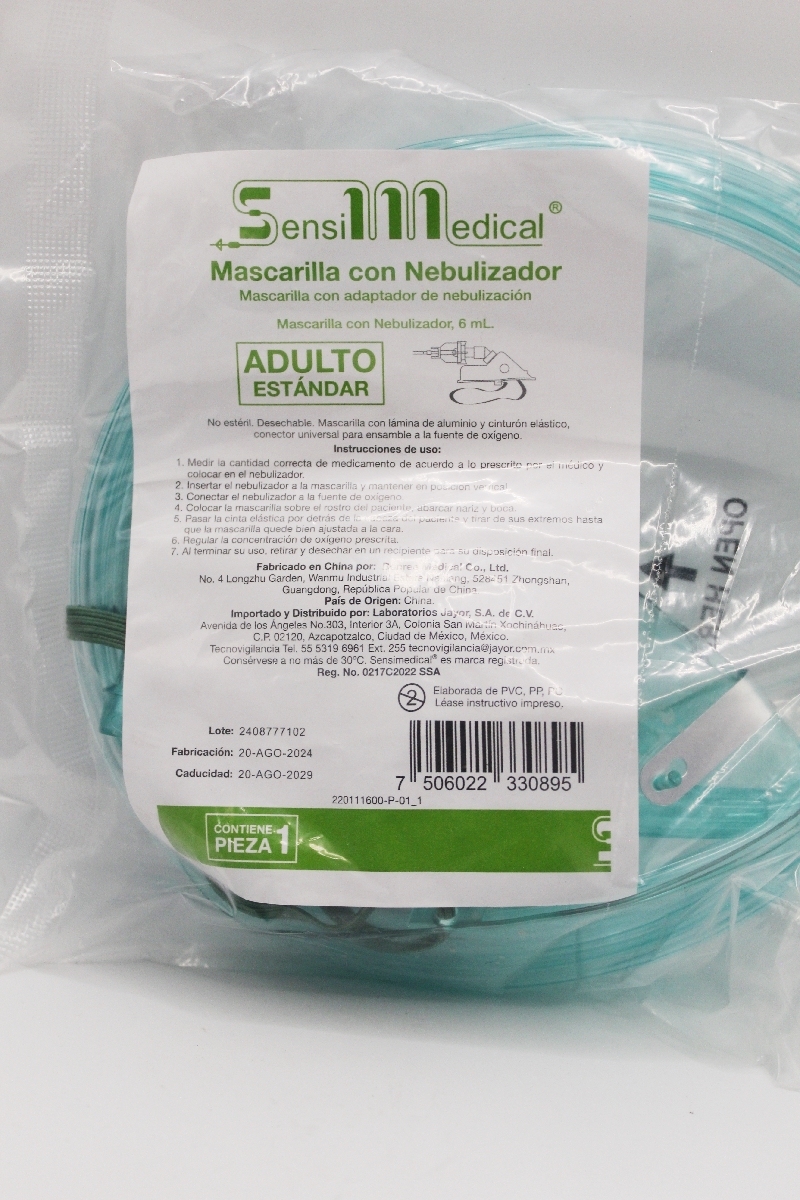 SensiMedical®
Mascarilla con Nebulizador
Mascarilla con adaptador de nebulización
Mascarilla con Nebulizador, 6 mL.
ADULTO
ESTÁNDAR
No estéril. Desechable. Mascarilla con lámina de aluminio y cinturón elástico,
conector universal para ensamble a la fuente de oxígeno.
Instrucciones de uso:
1. Medir la cantidad correcta de medicamento de acuerdo a lo prescrito por el médico y
colocar en el nebulizador.
2. Insertar el nebulizador a la mascarilla y mantener en posición vertical.
3. Conectar el nebulizador a la fuente de oxígeno.
4. Colocar la mascarilla sobre el rostro del paciente, abarcar nariz y boca.
5. Pasar la cinta elástica por detrás de la cabeza del paciente y tirar de sus extremos hasta
que la mascarilla quede bien ajustada a la cara.
6. Regular la concentración de oxígeno prescrita.
7. Al terminar su uso, retirar y desechar en un recipiente para su disposición final.
Fabricado en China por: Medical Co., Ltd.
No. 4 Longzhu Garden, Wanmu Industrial 528451 Zhongshan,
Guangdong, República Popular de China
País de Origen: China.
Importado y Distribuido por: Laboratorios Jayor, S.A. de C.V.
Avenida de los Ángeles No.303, Interior 3A, Colonia San Martín Xochináhuac,
C.P. 02120, Azcapotzalco, Ciudad de México, México.
Tecnovigilancia Tel. 55 5319 6961 Ext. 255 tecnovigilancia@jayor.com.mx
Consérvese a no más de 30°C. Sensimedical® es marca registrada.
Reg. No. 0217C2022 SSA
2
Elaborada de PVC, PP,
Léase instructivo impreso.
Lote: 2408777102
Fabricación: 20-AGO-2024
Caducidad: 20-AGO-2029
7 506022 330895
220111600-P-01_1
CONTIENE
PIEZA 1
OPEN HERE